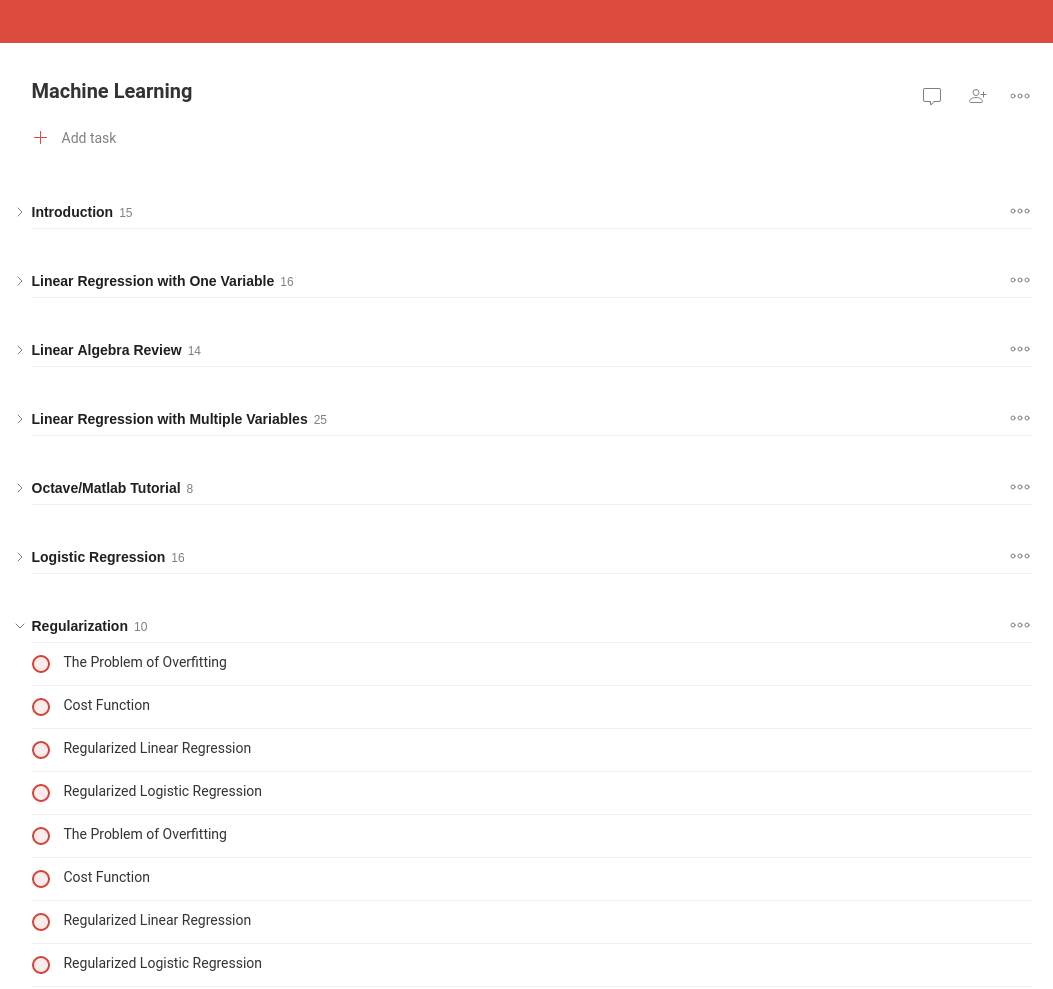 Machine Learning
Add task
Introduction 15
Linear Regression with One Variable 16
Linear Algebra Review 14
Linear Regression with Multiple Variables 25
Octave/Matlab Tutorial 8
Logistic Regression 16
Regularization 10
The Problem of Overfitting
Cost Function
Regularized Linear Regression
Regularized Logistic Regression
The Problem of Overfitting
Cost Function
Regularized Linear Regression
Regularized Logistic Regression